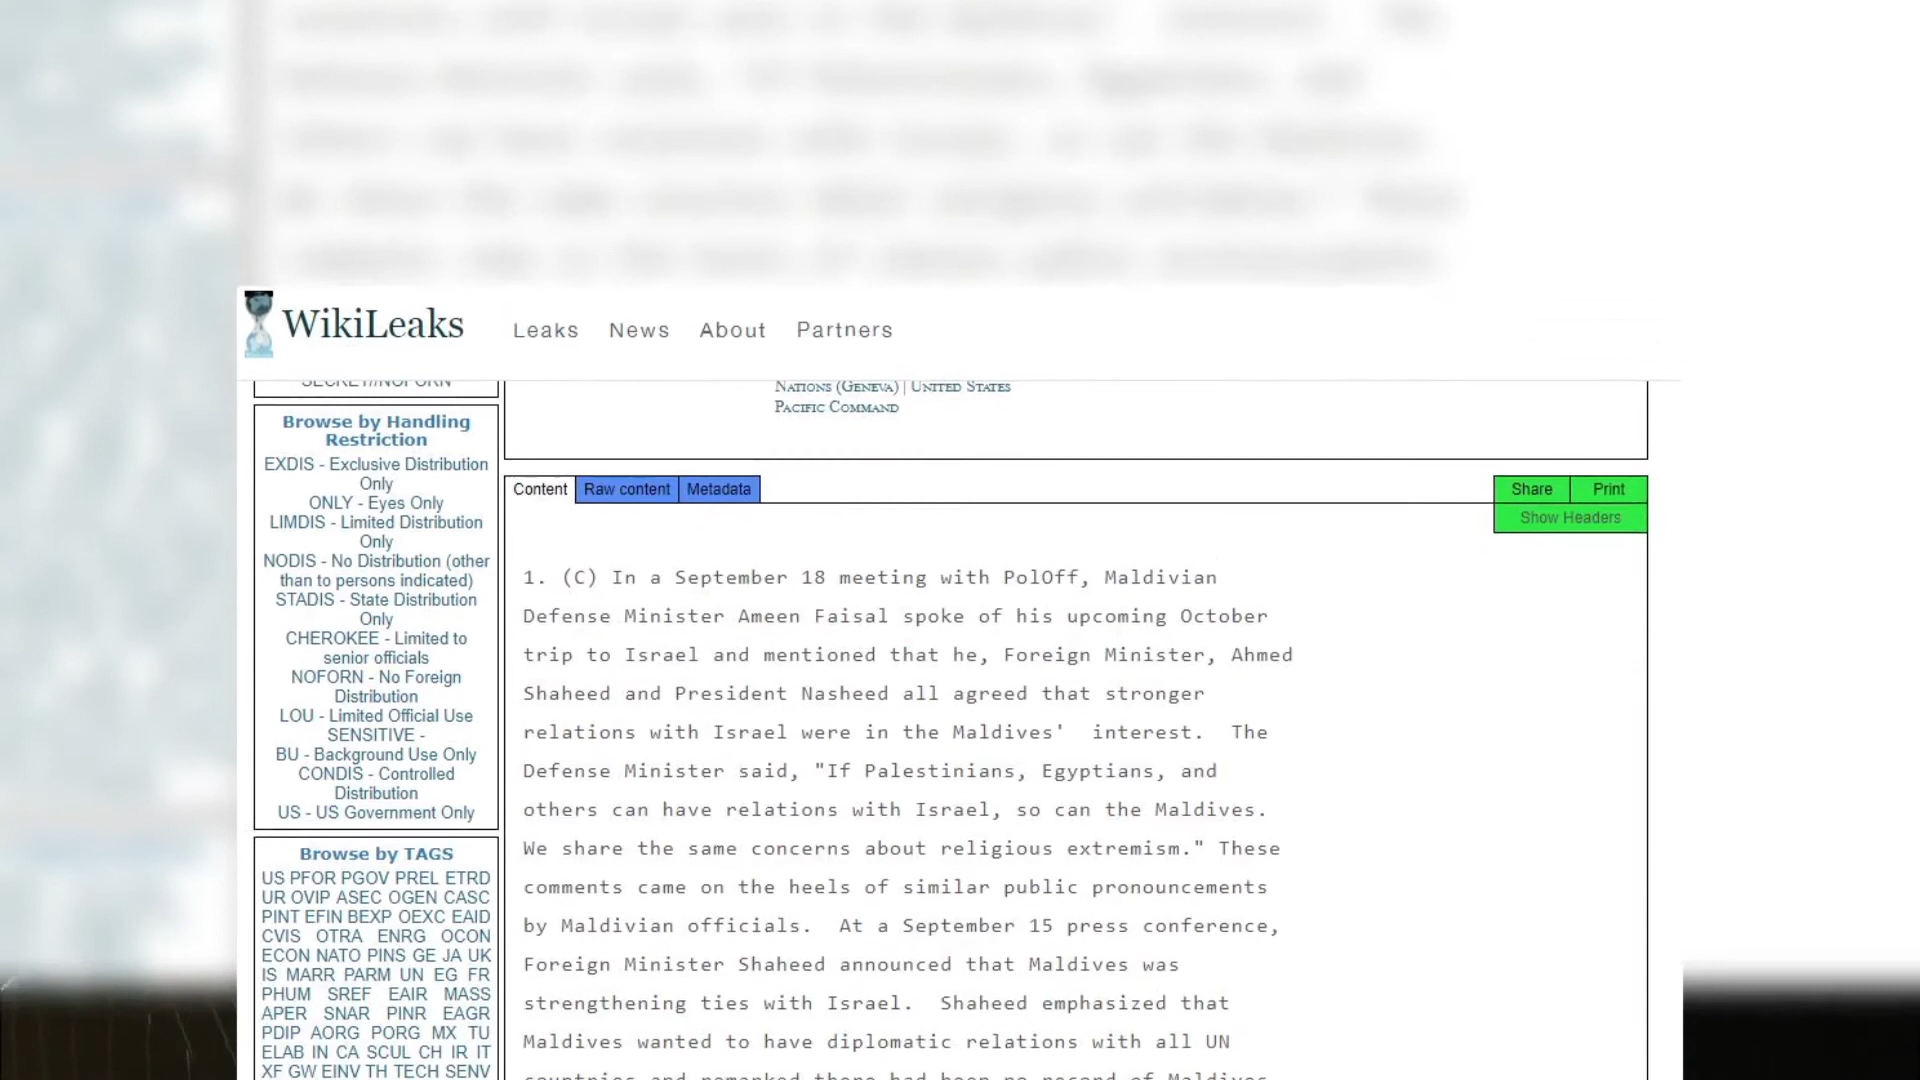 WikiLeaks
Leaks News About Partners
SECRET//NOFORN
Browse by Handling
Restriction
EXDIS - Exclusive Distribution
Only
ONLY - Eyes Only
LIMDIS - Limited Distribution
Only
NODIS - No Distribution (other
than to persons indicated)
STADIS - State Distribution
Only
CHEROKEE - Limited to
senior officials
NOFORN - No Foreign
Distribution
LOU - Limited Official Use
SENSITIVE -
BU - Background Use Only
CONDIS - Controlled
Distribution
US - US Government Only
Browse by TAGS
US PFOR PGOV PREL ETRD
UR OVIP ASEC OGEN CASC
PINT EFIN BEXP OEXC EAID
CVIS OTRA ENRG OCON
ECON NATO PINS GE JA UK
IS MARR PARM UN EG FR
PHUM SREF EAIR MASS
APER SNAR PINR EAGR
PDIP AORG PORG MX TU
ELAB IN CA SCUL CH IR IT
XF GW EINV TH TECH SENV
Nations (Geneva) | United States
Pacific Command
Content Raw content Metadata
Share Print
Show Headers
1. (C) In a September 18 meeting with PolOff, Maldivian
Defense Minister Ameen Faisal spoke of his upcoming October
trip to Israel and mentioned that he, Foreign Minister, Ahmed
Shaheed and President Nasheed all agreed that stronger
relations with Israel were in the Maldives' interest. The
Defense Minister said, "If Palestinians, Egyptians, and
others can have relations with Israel, so can the Maldives.
We share the same concerns about religious extremism." These
comments came on the heels of similar public pronouncements
by Maldivian officials. At a September 15 press conference,
Foreign Minister Shaheed announced that Maldives was
strengthening ties with Israel. Shaheed emphasized that
Maldives wanted to have diplomatic relations with all UN
countries and remarked there had been no record of Maldives